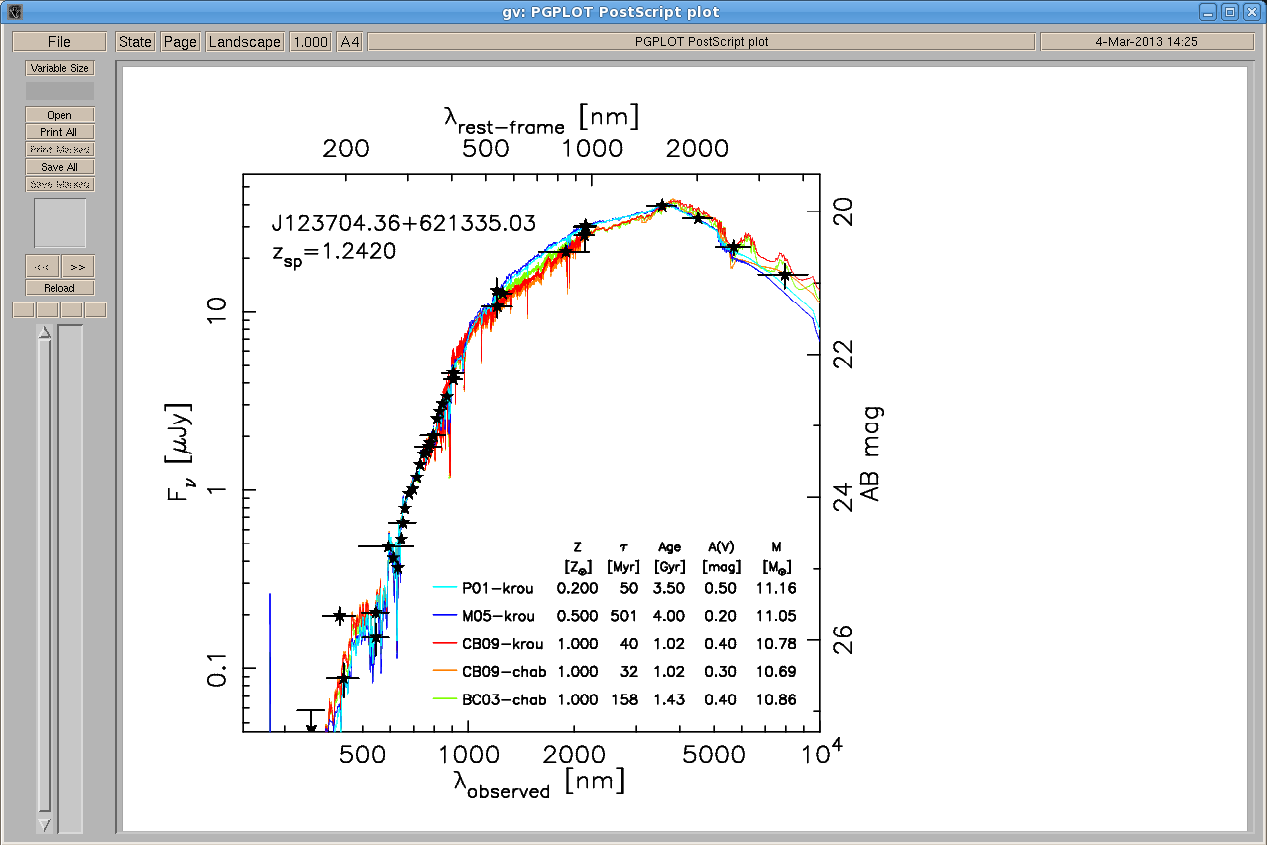 gv: PGPLOT PostScript plot
File State Page Landscape 1.000 A4 PGPLOT PostScript plot 4-Mar-2013 14:25
Variable Size
Open
Print All
Print Marked
Save All
Save Marked
<< >>
Reload
λrest−frame [nm]
200 500 1000 2000
J123704.36+621335.03
zsp=1.2420
Fν [μJy]
10
1
0.1
20
22
24
26
AB mag
Z τ Age A(V) M
[Z⊙] [Myr] [Gyr] [mag] [M⊙]
P01−krou 0.200 50 3.50 0.50 11.16
M05−krou 0.500 501 4.00 0.20 11.05
CB09−krou 1.000 40 1.02 0.40 10.78
CB09−chab 1.000 32 1.02 0.30 10.69
BC03−chab 1.000 158 1.43 0.40 10.86
500 1000 2000 5000 10⁴
λobserved [nm]